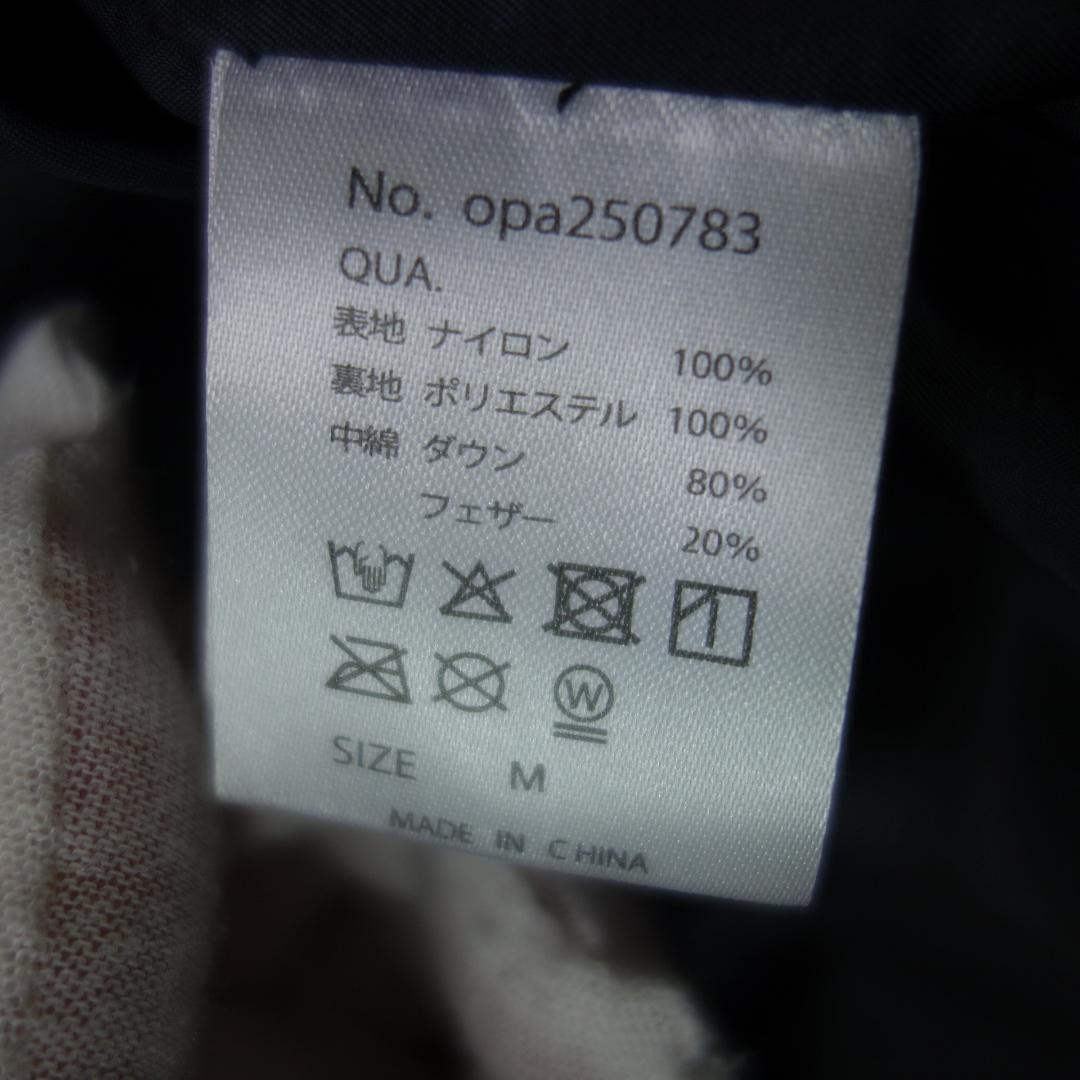 No. opa250783
QUA.
表地 ナイロン 100%
裏地 ポリエステル 100%
中綿 ダウン 80%
フェザー 20%
W
SIZE M
MADE IN CHINA